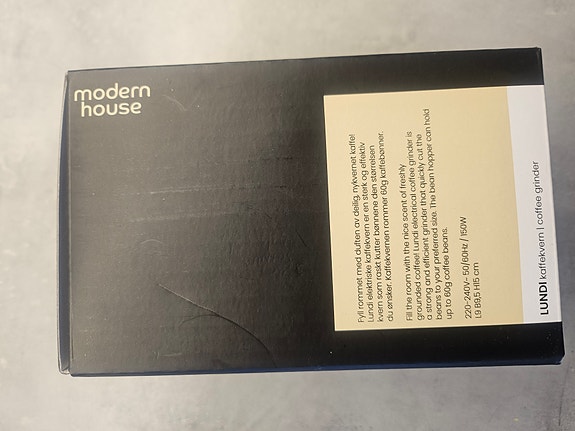 modern
house
Fyll rommet med duften av deilig, nykvernet kaffe!
Lundi elektriske kaffekvern er en sterk og effektiv
kvern som raskt kutter bønnene den størrelsen
du ønsker. Kaffekvernen rommer 60g kaffebønner.
Fill the room with the nice scent of freshly
grounded coffee! Lundi electrical coffee grinder is
a strong and efficient grinder that quickly cut the
beans to your preferred size. The bean hopper can hold
up to 60g coffee beans.
220-240V~ 50/60Hz / 150W
L9 B9,5 H15 cm
LUNDI kaffekvern | coffee grinder